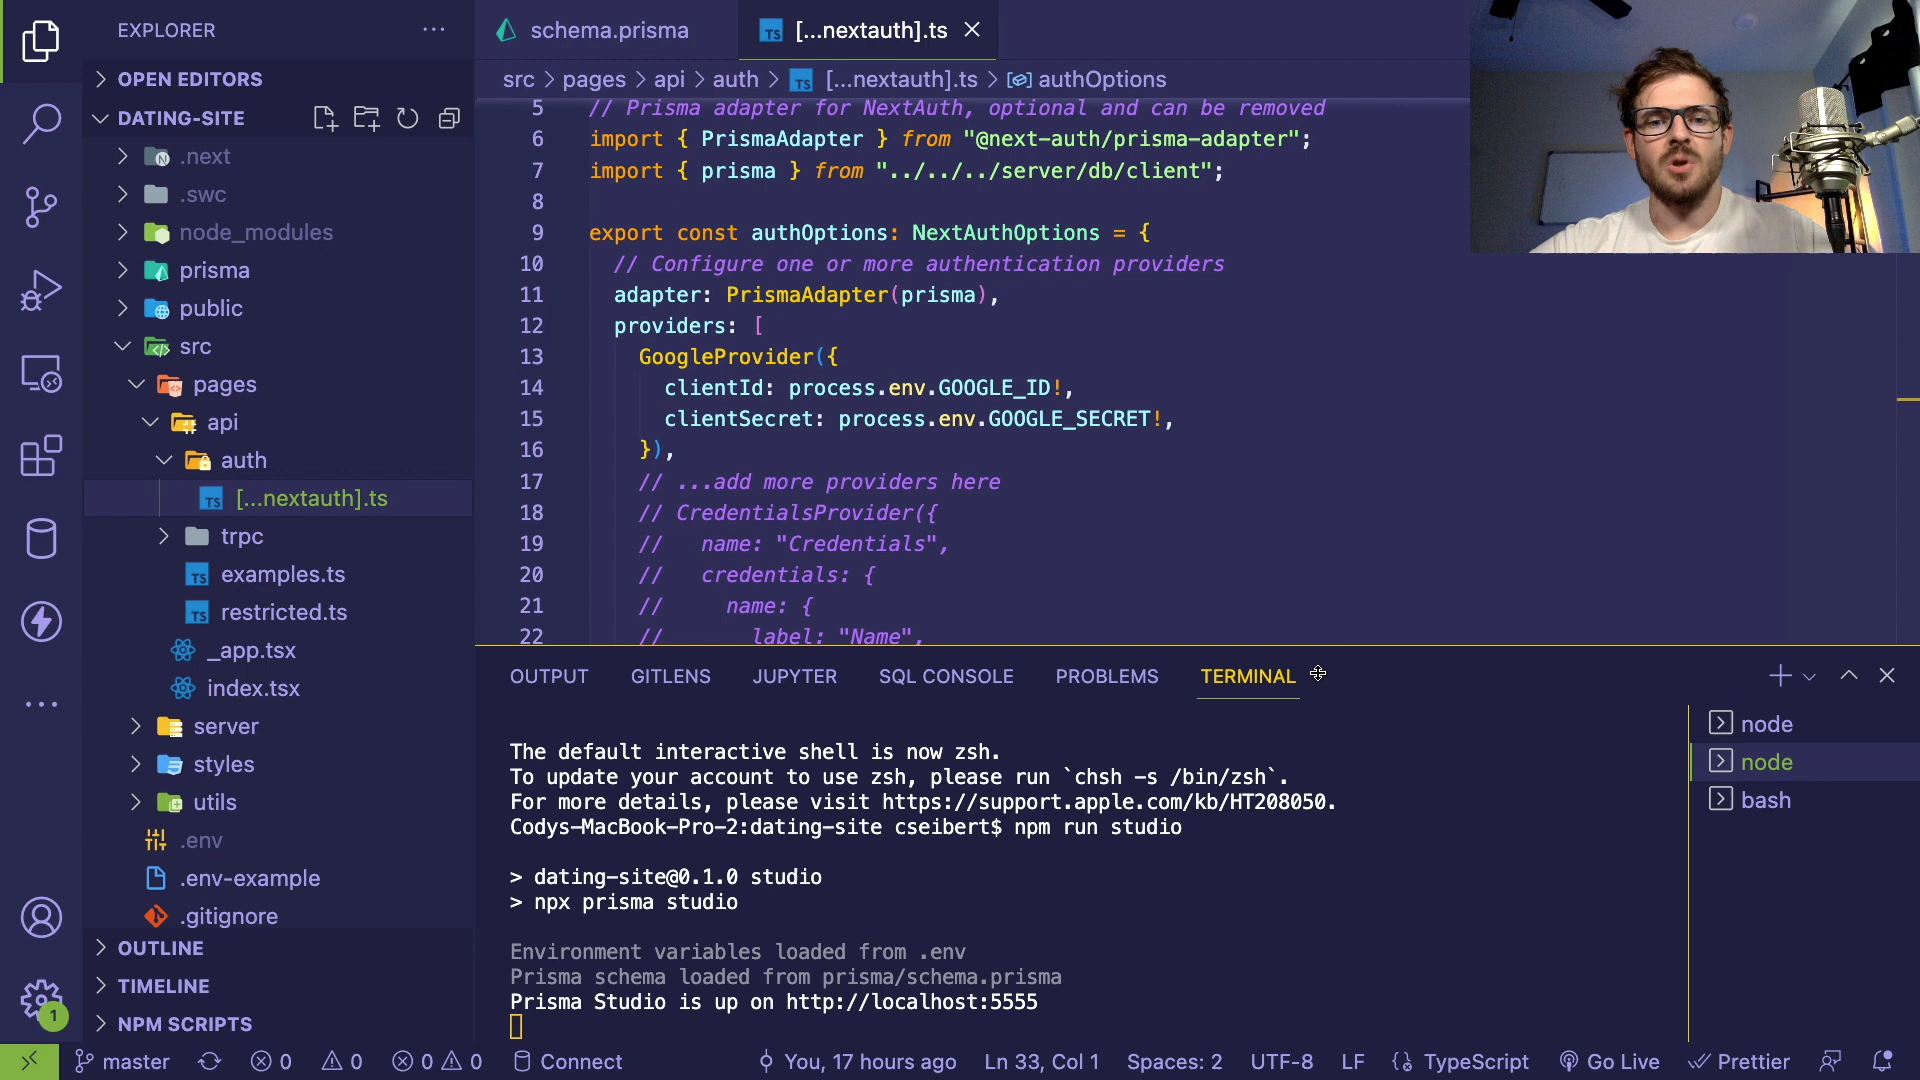 EXPLORER
OPEN EDITORS
DATING-SITE
.next
.swc
node_modules
prisma
public
src
pages
api
auth
[...nextauth].ts
trpc
examples.ts
restricted.ts
_app.tsx
index.tsx
server
styles
utils
.env
.env-example
.gitignore
OUTLINE
TIMELINE
NPM SCRIPTS
1
schema.prisma
TS [...nextauth].ts
src > pages > api > auth > TS [...nextauth].ts > authOptions
5 // Prisma adapter for NextAuth, optional and can be removed
6 import { PrismaAdapter } from "@next-auth/prisma-adapter";
7 import { prisma } from "../../../server/db/client";
8
9 export const authOptions: NextAuthOptions = {
10 // Configure one or more authentication providers
11 adapter: PrismaAdapter(prisma),
12 providers: [
13 GoogleProvider({
14 clientId: process.env.GOOGLE_ID!,
15 clientSecret: process.env.GOOGLE_SECRET!,
16 }),
17 // ...add more providers here
18 // CredentialsProvider({
19 // name: "Credentials",
20 // credentials: {
21 // name: {
22 // label: "Name",
OUTPUT GITLENS JUPYTER SQL CONSOLE PROBLEMS TERMINAL
The default interactive shell is now zsh.
To update your account to use zsh, please run `chsh -s /bin/zsh`.
For more details, please visit https://support.apple.com/kb/HT208050.
Codys-MacBook-Pro-2:dating-site cseibert$ npm run studio
> dating-site@0.1.0 studio
> npx prisma studio
Environment variables loaded from .env
Prisma schema loaded from prisma/schema.prisma
Prisma Studio is up on http://localhost:5555
node
node
bash
master 0 0 0 0 Connect You, 17 hours ago Ln 33, Col 1 Spaces: 2 UTF-8 LF {} TypeScript Go Live Prettier